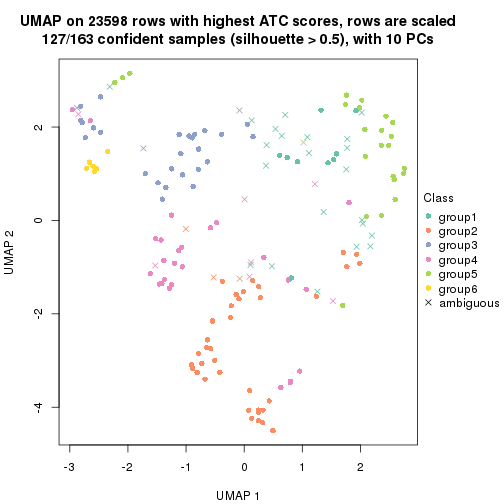 UMAP on 23598 rows with highest ATC scores, rows are scaled
127/163 confident samples (silhouette > 0.5), with 10 PCs
UMAP 2
2
0
-2
-4
-3
-2
-1
0
1
2
UMAP 1
Class
group1
group2
group3
group4
group5
group6
ambiguous